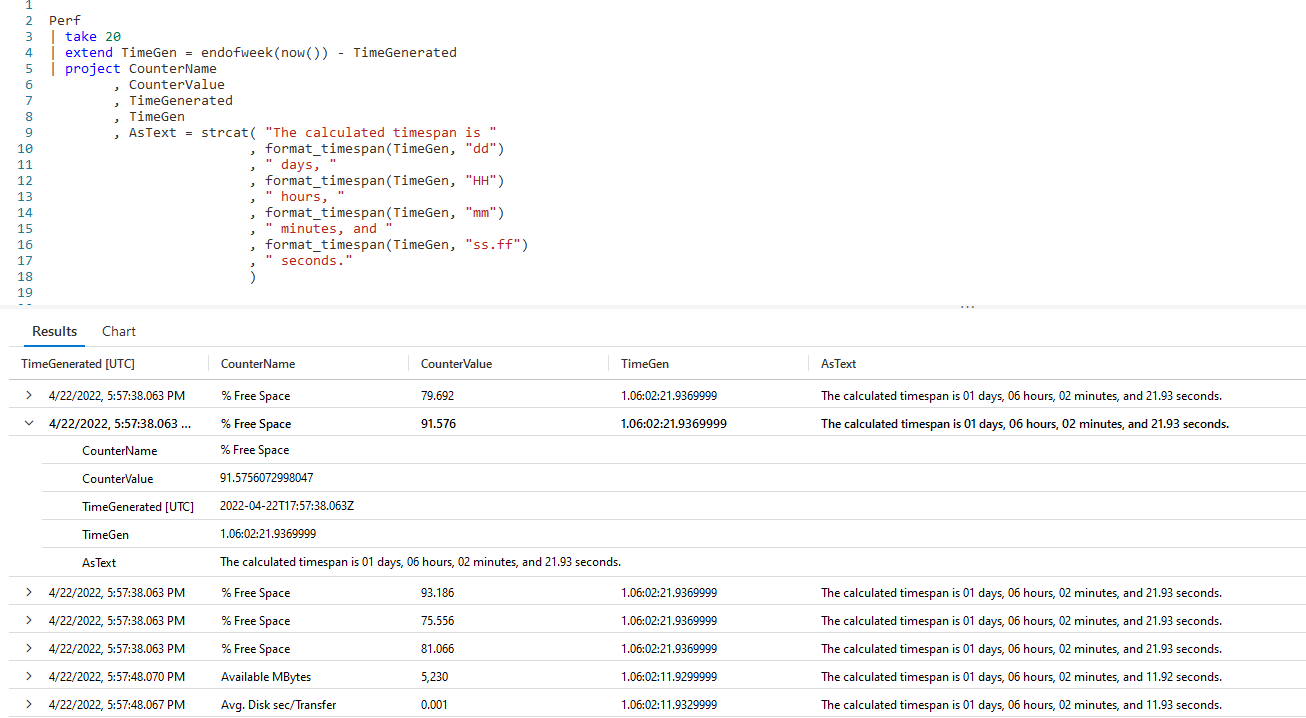 1
2 Perf
3 | take 20
4 | extend TimeGen = endofweek(now()) - TimeGenerated
5 | project CounterName
6 , CounterValue
7 , TimeGenerated
8 , TimeGen
9 , AsText = strcat( "The calculated timespan is "
10 , format_timespan(TimeGen, "dd")
11 , " days, "
12 , format_timespan(TimeGen, "HH")
13 , " hours, "
14 , format_timespan(TimeGen, "mm")
15 , " minutes, and "
16 , format_timespan(TimeGen, "ss.ff")
17 , " seconds."
18 )
19
...
Results Chart
TimeGenerated [UTC] CounterName CounterValue TimeGen AsText
4/22/2022, 5:57:38.063 PM % Free Space 79.692 1.06:02:21.9369999 The calculated timespan is 01 days, 06 hours, 02 minutes, and 21.93 seconds.
4/22/2022, 5:57:38.063 ... % Free Space 91.576 1.06:02:21.9369999 The calculated timespan is 01 days, 06 hours, 02 minutes, and 21.93 seconds.
CounterName % Free Space
CounterValue 91.5756072998047
TimeGenerated [UTC] 2022-04-22T17:57:38.063Z
TimeGen 1.06:02:21.9369999
AsText The calculated timespan is 01 days, 06 hours, 02 minutes, and 21.93 seconds.
4/22/2022, 5:57:38.063 PM % Free Space 93.186 1.06:02:21.9369999 The calculated timespan is 01 days, 06 hours, 02 minutes, and 21.93 seconds.
4/22/2022, 5:57:38.063 PM % Free Space 75.556 1.06:02:21.9369999 The calculated timespan is 01 days, 06 hours, 02 minutes, and 21.93 seconds.
4/22/2022, 5:57:38.063 PM % Free Space 81.066 1.06:02:21.9369999 The calculated timespan is 01 days, 06 hours, 02 minutes, and 21.93 seconds.
4/22/2022, 5:57:48.070 PM Available MBytes 5,230 1.06:02:11.9299999 The calculated timespan is 01 days, 06 hours, 02 minutes, and 11.92 seconds.
4/22/2022, 5:57:48.067 PM Avg. Disk sec/Transfer 0.001 1.06:02:11.9329999 The calculated timespan is 01 days, 06 hours, 02 minutes, and 11.93 seconds.